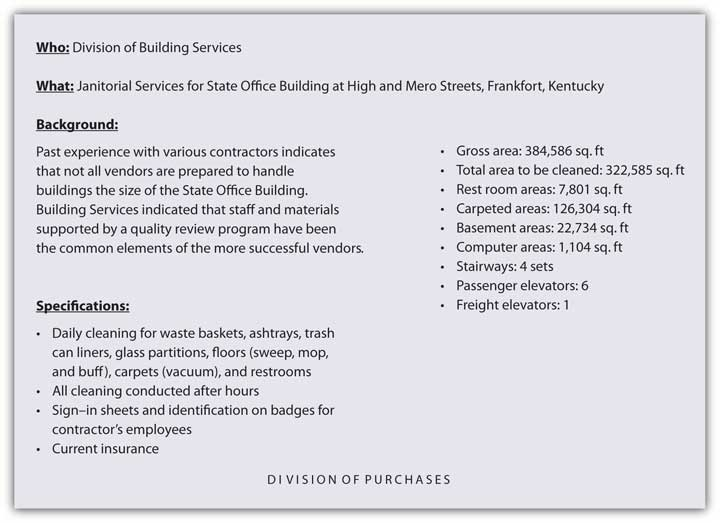 Who: Division of Building Services
What: Janitorial Services for State Office Building at High and Mero Streets, Frankfort, Kentucky
Background:
Past experience with various contractors indicates
that not all vendors are prepared to handle
buildings the size of the State Office Building.
Building Services indicated that staff and materials
supported by a quality review program have been
the common elements of the more successful vendors.
• Gross area: 384,586 sq. ft
• Total area to be cleaned: 322,585 sq. ft
• Rest room areas: 7,801 sq. ft
• Carpeted areas: 126,304 sq. ft
• Basement areas: 22,734 sq. ft
• Computer areas: 1,104 sq. ft
• Stairways: 4 sets
• Passenger elevators: 6
• Freight elevators: 1
Specifications:
• Daily cleaning for waste baskets, ashtrays, trash
can liners, glass partitions, floors (sweep, mop,
and buff), carpets (vacuum), and restrooms
• All cleaning conducted after hours
• Sign–in sheets and identification on badges for
contractor's employees
• Current insurance
DIVISION OF PURCHASES